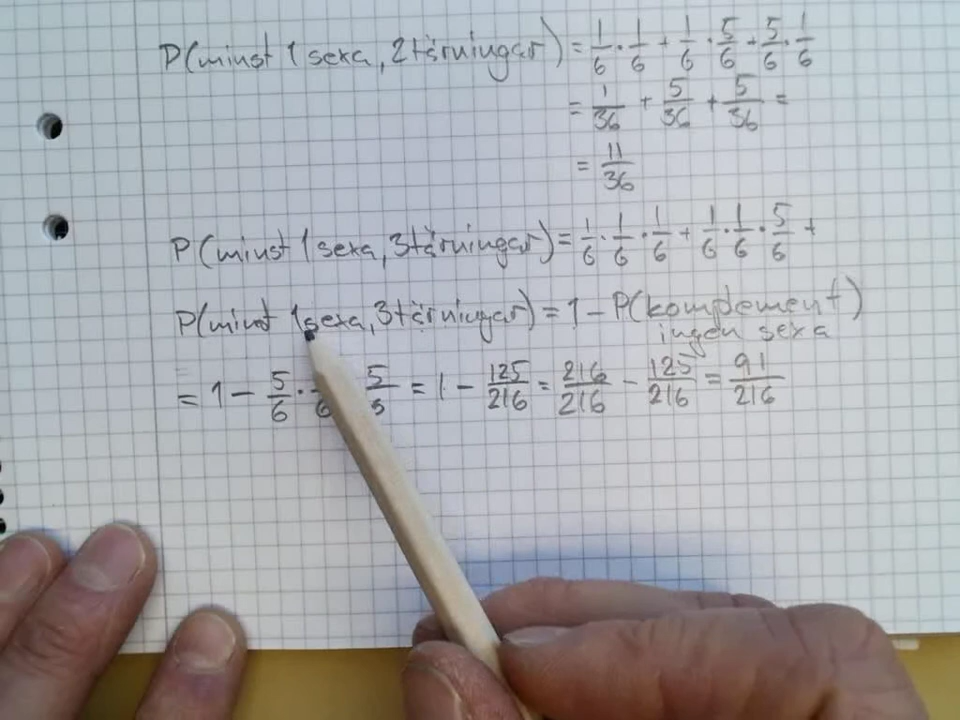 P(minst 1 sexa, 2 tärningar) = 1/6 · 1/6 + 1/6 · 5/6 + 5/6 · 1/6
= 1/36 + 5/36 + 5/36 =
= 11/36
P(minst 1 sexa, 3 tärningar) = 1/6 · 1/6 · 1/6 + 1/6 · 1/6 · 5/6 +
P(minst 1 sexa, 3 tärningar) = 1 - P(komplement)
ingen sexa
= 1 - 5/6 · 5/6 = 1 - 125/216 = 216/216 - 125/216 = 91/216